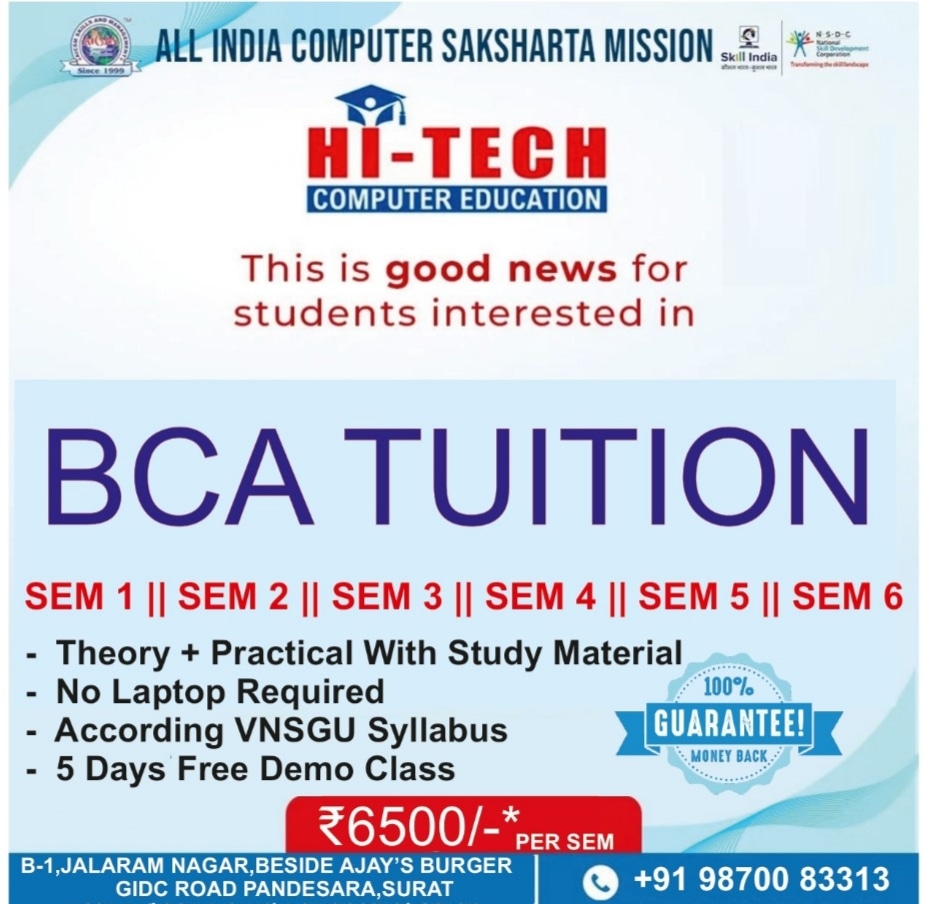 ALL INDIA COMPUTER SAKSHARTA MISSION
Since 1999
Skill India
कौशल भारत-कुशल भारत
N·S·D·C
National
Skill Development
Corporation
Transforming the skill landscape
HI-TECH
COMPUTER EDUCATION
This is good news for
students interested in
BCA TUITION
SEM 1 || SEM 2 || SEM 3 || SEM 4 || SEM 5 || SEM 6
- Theory + Practical With Study Material
- No Laptop Required
- According VNSGU Syllabus
- 5 Days Free Demo Class
100%
GUARANTEE!
MONEY BACK
₹6500/-* PER SEM
B-1,JALARAM NAGAR,BESIDE AJAY'S BURGER
GIDC ROAD PANDESARA,SURAT
+91 98700 83313